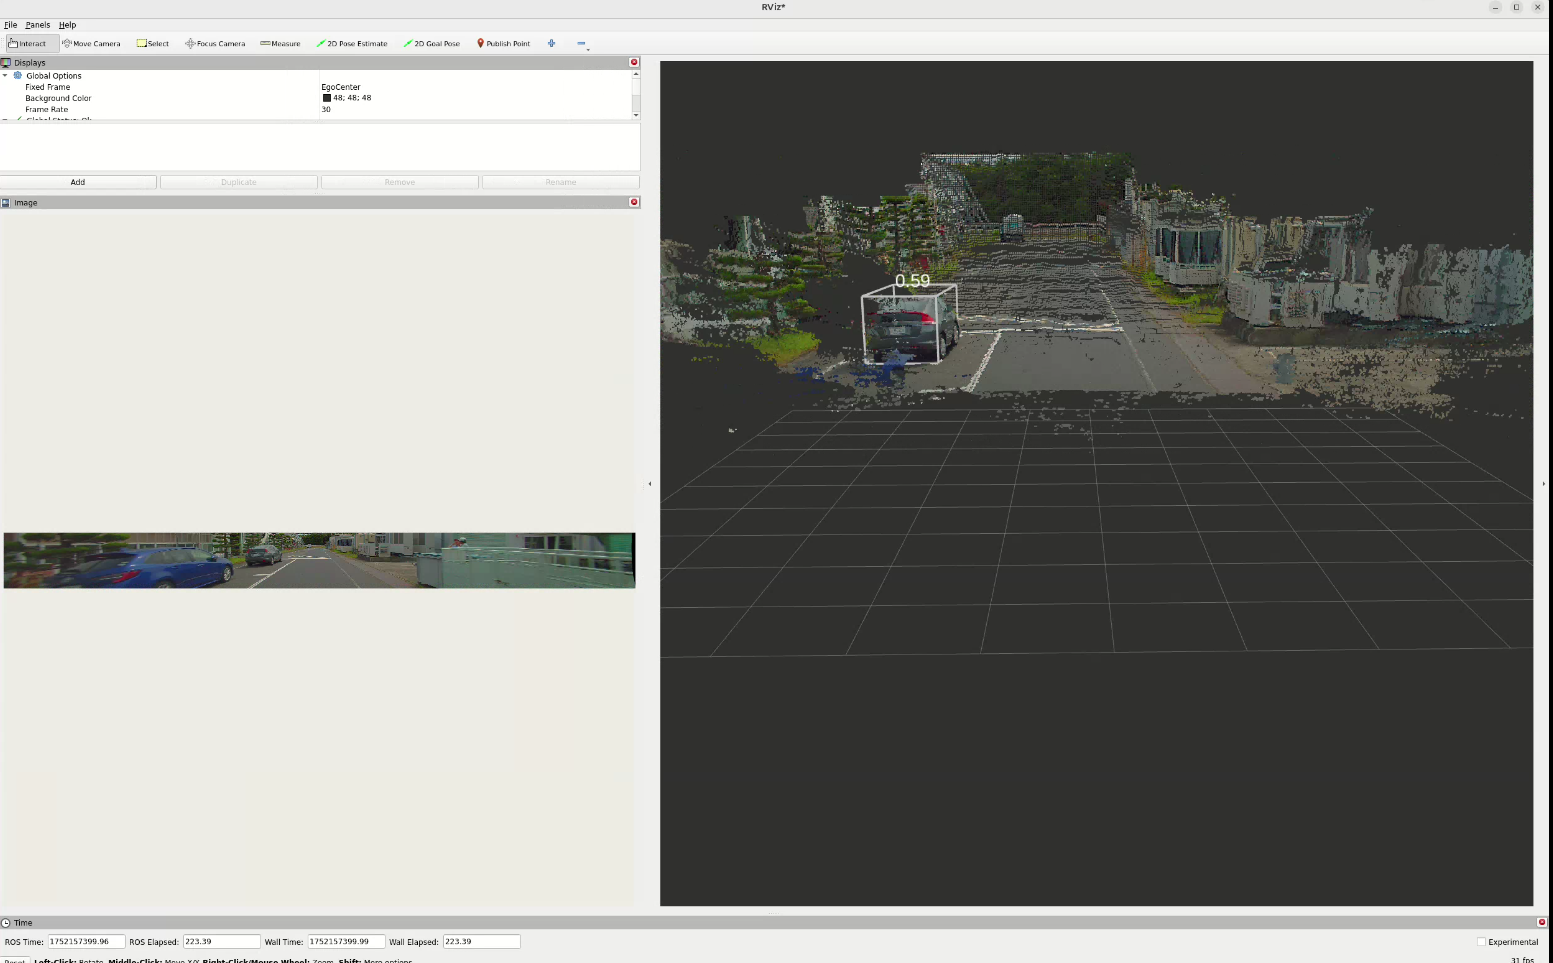 RViz*
File Panels Help
Interact Move Camera Select Focus Camera Measure 2D Pose Estimate 2D Goal Pose Publish Point
Displays
Global Options
Fixed Frame EgoCenter
Background Color 48; 48; 48
Frame Rate 30
Global Status: Ok
Add Duplicate Remove Rename
Image
0.59
Time
ROS Time: 1752157399.96 ROS Elapsed: 223.39 Wall Time: 1752157399.99 Wall Elapsed: 223.39 Experimental
Reset Left-Click: Rotate. Middle-Click: Move X/Y. Right-Click/Mouse Wheel: Zoom. Shift: More options. 31 fps